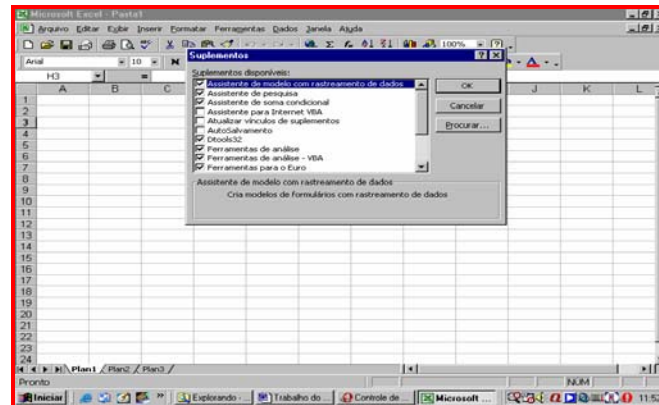 Microsoft Excel - Pasta1
Arquivo Editar Exibir Inserir Formatar Ferramentas Dados Janela Ajuda
100%
Arial 10 N
H3 =
A B C J K L
Suplementos
Suplementos disponíveis:
Assistente de modelo com rastreamento de dados
Assistente de pesquisa
Assistente de soma condicional
Assistente para Internet VBA
Atualizar vínculos de suplementos
AutoSalvamento
Dtools32
Ferramentas de análise
Ferramentas de análise - VBA
Ferramentas para o Euro
OK
Cancelar
Procurar...
Assistente de modelo com rastreamento de dados
Cria modelos de formulários com rastreamento de dados
1
2
3
4
5
6
7
8
9
10
11
12
13
14
15
16
17
18
19
20
21
22
23
24
Plan1 Plan2 Plan3
Pronto NÚM
Iniciar Explorando - ... Trabalho do ... Controle de ... Microsoft ... 11:52